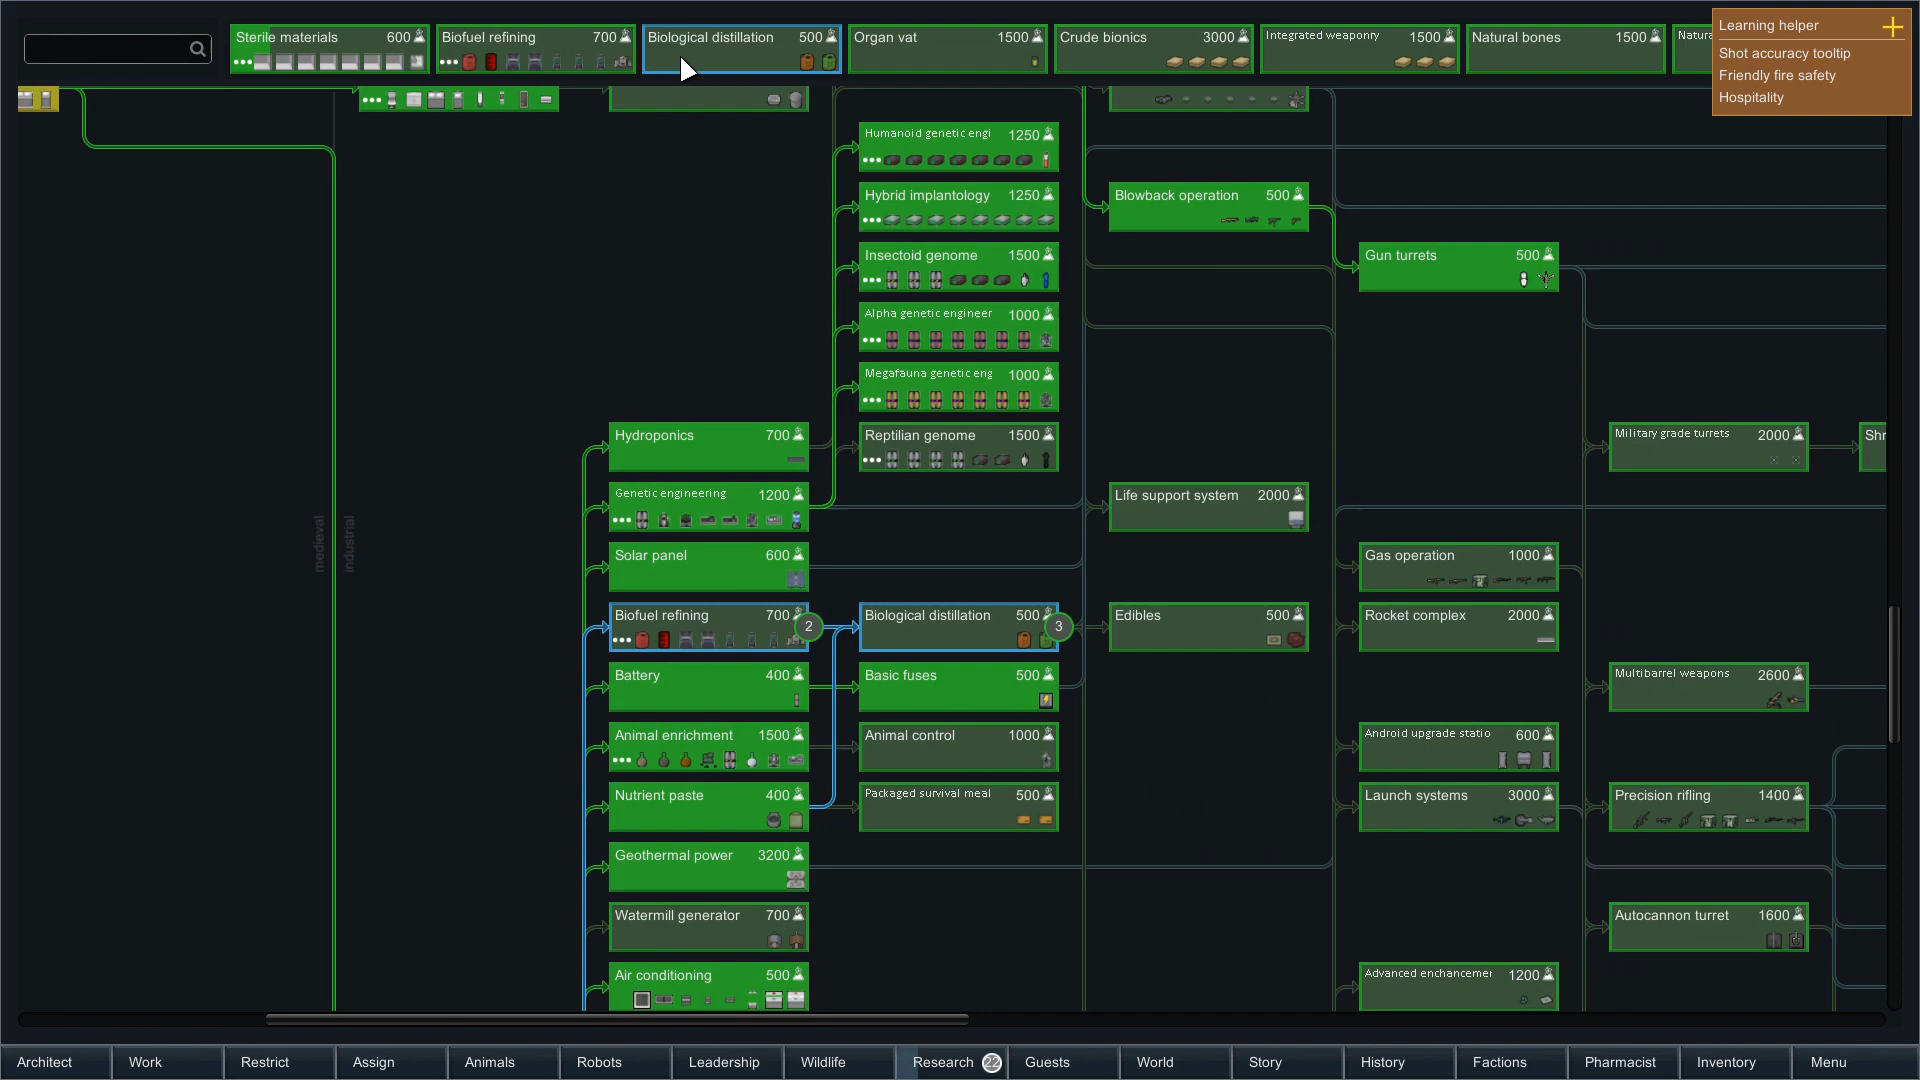 Sterile materials 600
Biofuel refining 700
Biological distillation 500
Organ vat 1500
Crude bionics 3000
Integrated weaponry 1500
Natural bones 1500
Natura
Learning helper
Shot accuracy tooltip
Friendly fire safety
Hospitality
Humanoid genetic engi 1250
Hybrid implantology 1250
Blowback operation 500
Insectoid genome 1500
Gun turrets 500
Alpha genetic engineer 1000
Megafauna genetic eng 1000
Hydroponics 700
Reptilian genome 1500
Military grade turrets 2000
Shr
Genetic engineering 1200
Life support system 2000
medieval
industrial
Solar panel 600
Gas operation 1000
Biofuel refining 700
2
Biological distillation 500
3
Edibles 500
Rocket complex 2000
Battery 400
Basic fuses 500
Multibarrel weapons 2600
Animal enrichment 1500
Animal control 1000
Android upgrade statio 600
Nutrient paste 400
Packaged survival meal 500
Launch systems 3000
Precision rifling 1400
Geothermal power 3200
Watermill generator 700
Autocannon turret 1600
Air conditioning 500
Advanced enchancemer 1200
Architect
Work
Restrict
Assign
Animals
Robots
Leadership
Wildlife
Research 22
Guests
World
Story
History
Factions
Pharmacist
Inventory
Menu